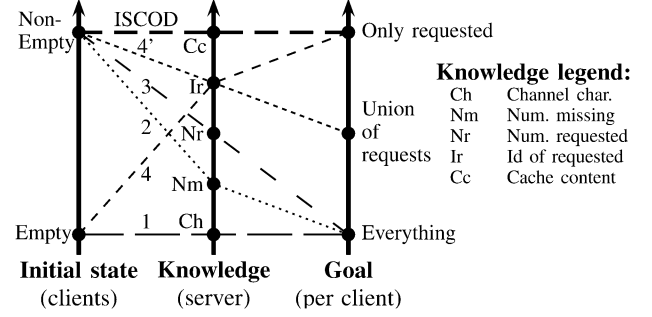 Non-
Empty
ISCOD
4'
Cc
Only requested
3
Ir
Union
of
requests
2
Nr
4
Nm
Empty
1
Ch
Everything
Initial state
(clients)
Knowledge
(server)
Goal
(per client)
Knowledge legend:
Ch Channel char.
Nm Num. missing
Nr Num. requested
Ir Id of requested
Cc Cache content